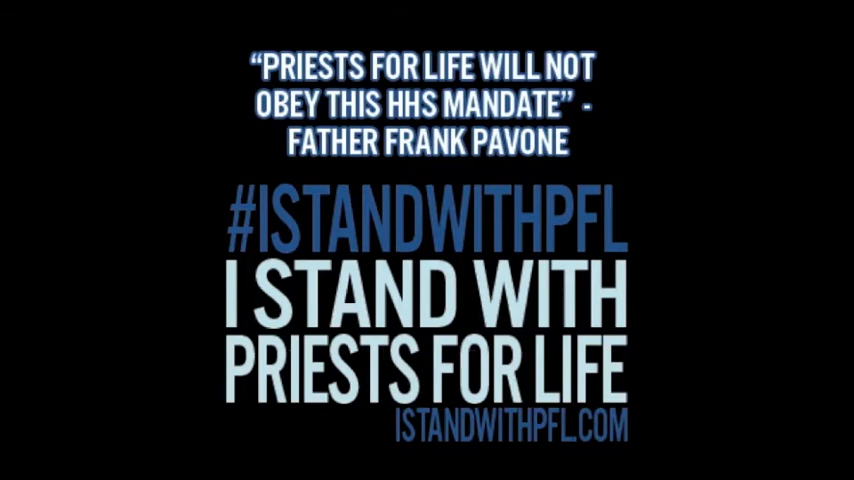 “PRIESTS FOR LIFE WILL NOT
OBEY THIS HHS MANDATE” -
FATHER FRANK PAVONE
#ISTANDWITHPFL
I STAND WITH
PRIESTS FOR LIFE
ISTANDWITHPFL.COM